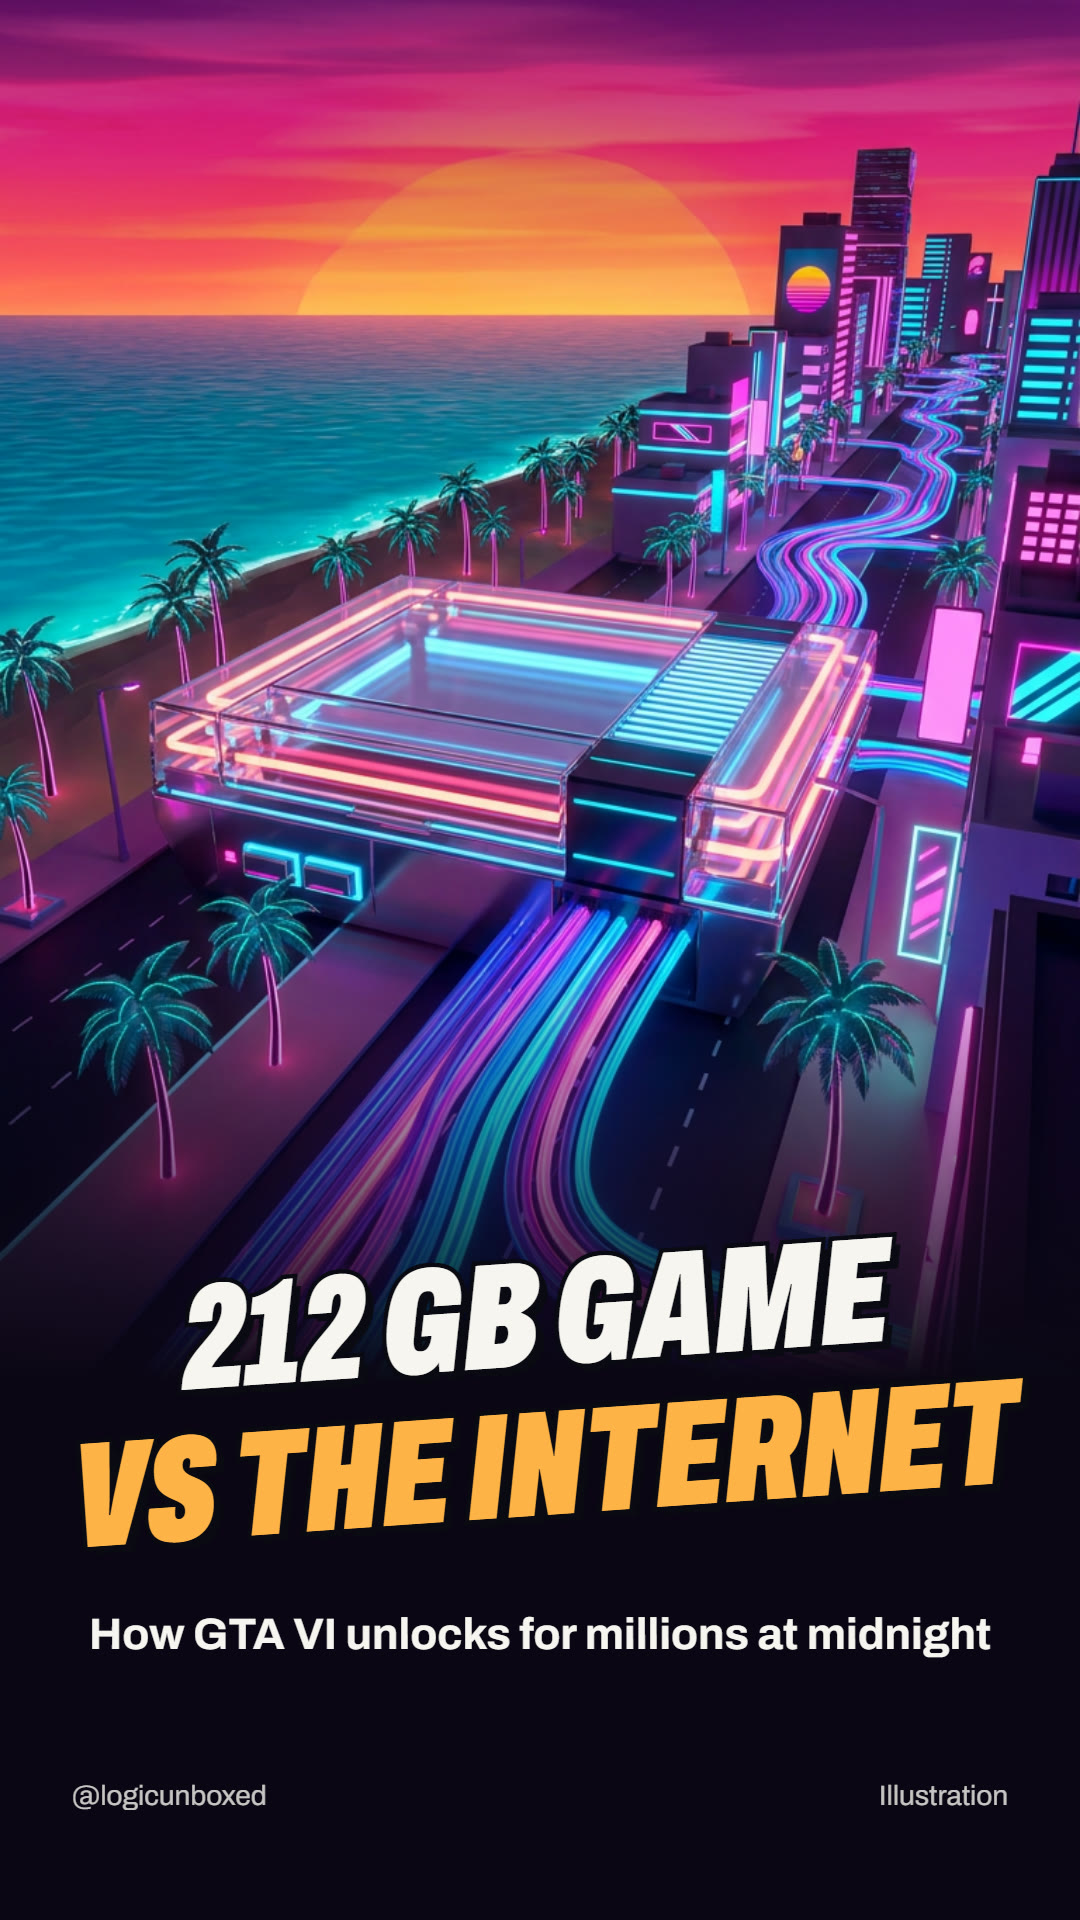 212 GB GAME
VS THE INTERNET
How GTA VI unlocks for millions at midnight
@logicunboxed
Illustration